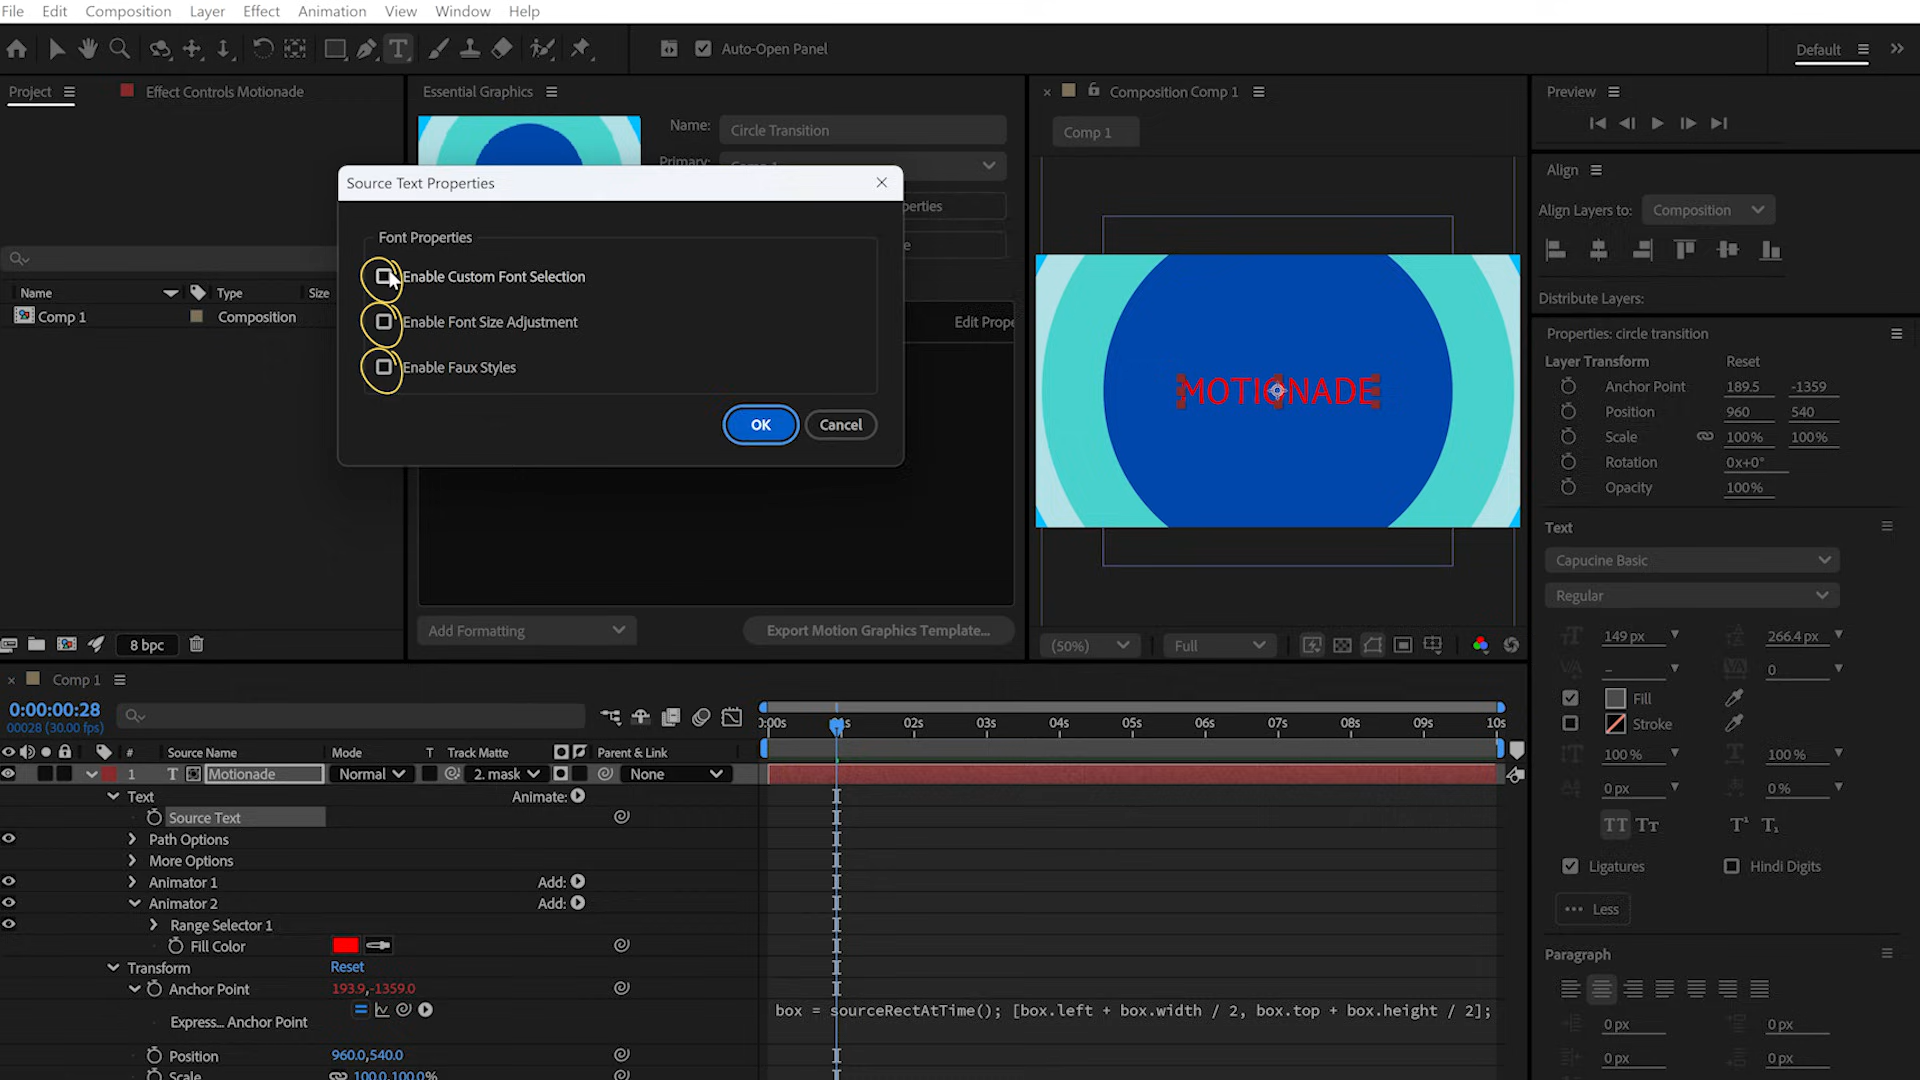 File Edit Composition Layer Effect Animation View Window Help
Auto-Open Panel
Default
Project
Effect Controls Motionade
Essential Graphics
Composition Comp 1
Preview
Name: Circle Transition
Comp 1
Primary:
Source Text Properties
Align
perties
Align Layers to: Composition
Font Properties
Enable Custom Font Selection
Enable Font Size Adjustment
Enable Faux Styles
OK
Cancel
Edit Prope
Name Type Size
Comp 1 Composition
Distribute Layers:
MOTIONADE
Properties: circle transition
Layer Transform Reset
Anchor Point 189.5 -1359
Position 960 540
Scale 100% 100%
Rotation 0x+0°
Opacity 100%
Text
Capucine Basic
Regular
149 px 266.4 px
– 0
Fill
Stroke
100 % 100 %
0 px 0 %
Ligatures Hindi Digits
Less
Paragraph
0 px 0 px
0 px 0 px
8 bpc
Add Formatting
Export Motion Graphics Template...
(50%) Full
Comp 1
0:00:00:28
00028 (30.00 fps)
:00s 02s 03s 04s 05s 06s 07s 08s 09s 10s
# Source Name Mode T Track Matte Parent & Link
1 T Motionade Normal 2. mask None
Text Animate:
Source Text
Path Options
More Options
Animator 1 Add:
Animator 2 Add:
Range Selector 1
Fill Color
Transform Reset
Anchor Point 193.9,-1359.0
Express... Anchor Point
box = sourceRectAtTime(); [box.left + box.width / 2, box.top + box.height / 2];
Position 960.0,540.0
Scale 100.0,100.0%